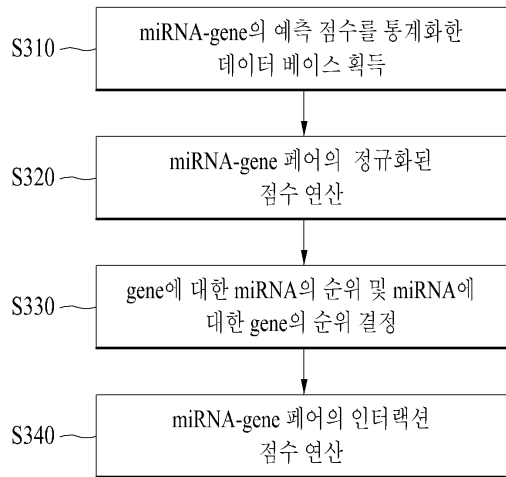 S310
miRNA-gene의 예측 점수를 통계화한
데이터 베이스 획득
S320
miRNA-gene 페어의 정규화된
점수 연산
S330
gene에 대한 miRNA의 순위 및 miRNA에
대한 gene의 순위 결정
S340
miRNA-gene 페어의 인터랙션
점수 연산